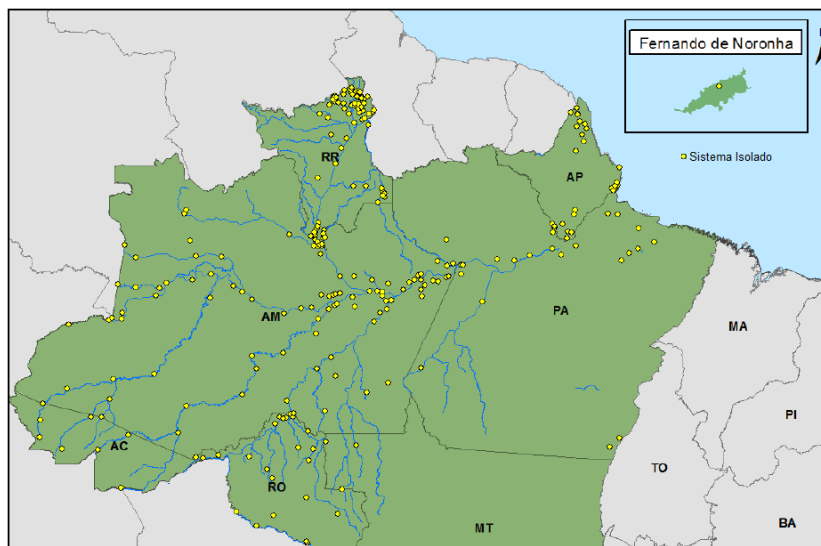 Fernando de Noronha
Sistema Isolado
RR
AP
AM
PA
MA
PI
AC
RO
TO
MT
BA